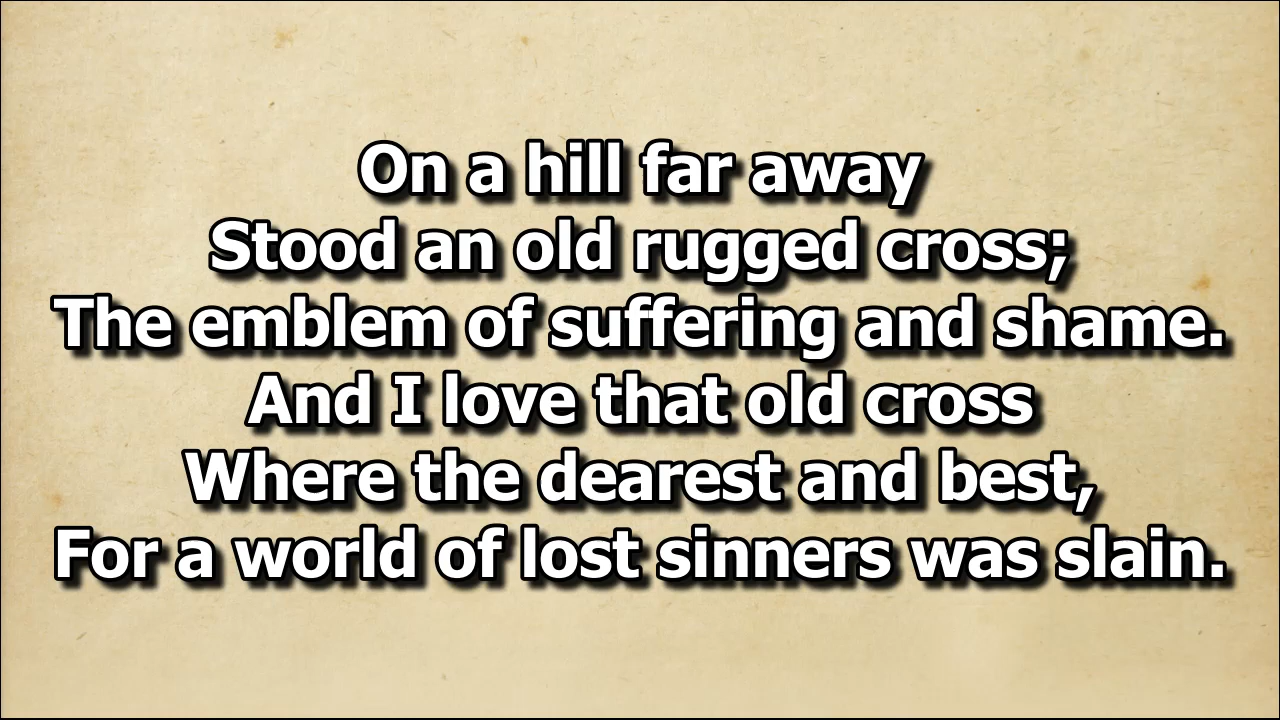 On a hill far away
Stood an old rugged cross;
The emblem of suffering and shame.
And I love that old cross
Where the dearest and best,
For a world of lost sinners was slain.